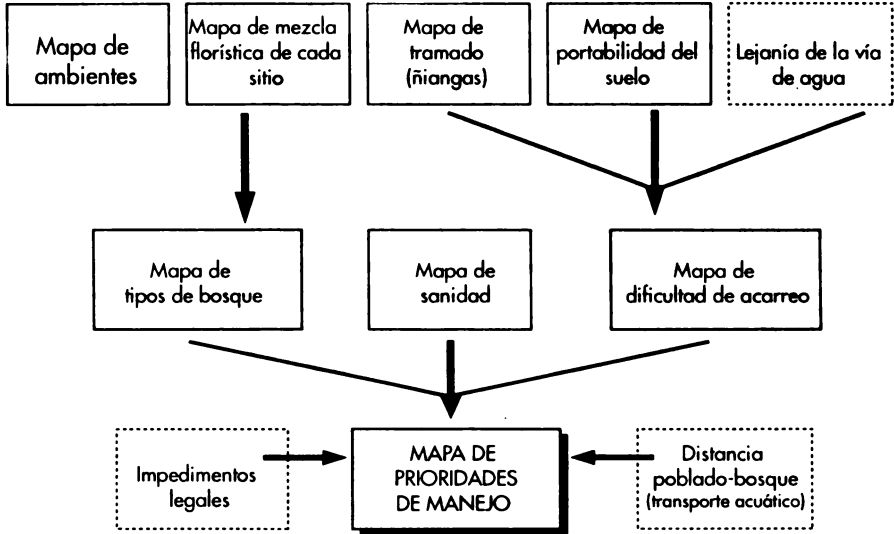 Mapa de
ambientes
Mapa de mezcla
florística de cada
sitio
Mapa de
tramado
(ñiangas)
Mapa de
portabilidad del
suelo
Lejanía de la vía
de agua
Mapa de
tipos de bosque
Mapa de
sanidad
Mapa de
dificultad de acarreo
Impedimentos
legales
MAPA DE
PRIORIDADES
DE MANEJO
Distancia
poblado-bosque
(transporte acuático)